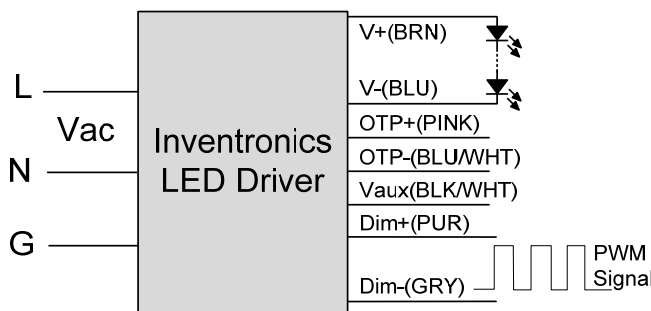 L
Vac
N
G
Inventronics
LED Driver
V+(BRN)
V-(BLU)
OTP+(PINK)
OTP-(BLU/WHT)
Vaux(BLK/WHT)
Dim+(PUR)
Dim-(GRY)
PWM
Signal